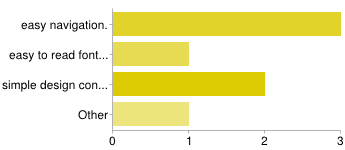 easy navigation.
easy to read font...
simple design con...
Other
0 1 2 3